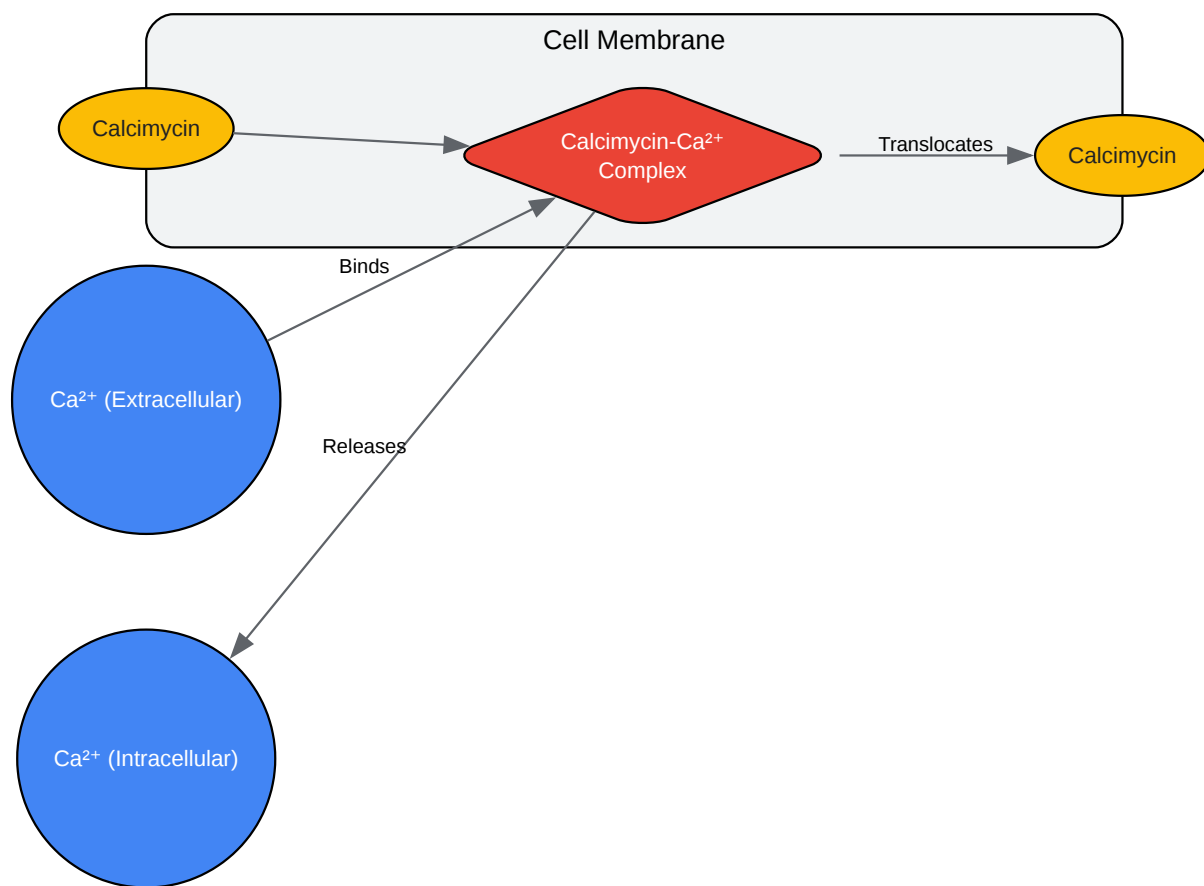 Cell Membrane
Calcimycin
Calcimycin-Ca²⁺
Complex
Translocates
Calcimycin
Binds
Ca²⁺ (Extracellular)
Releases
Ca²⁺ (Intracellular)